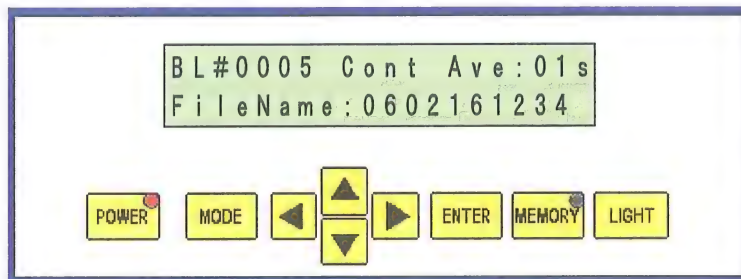 BL#0005 Cont Ave:01s
FileName:0602161234
POWER MODE ENTER MEMORY LIGHT